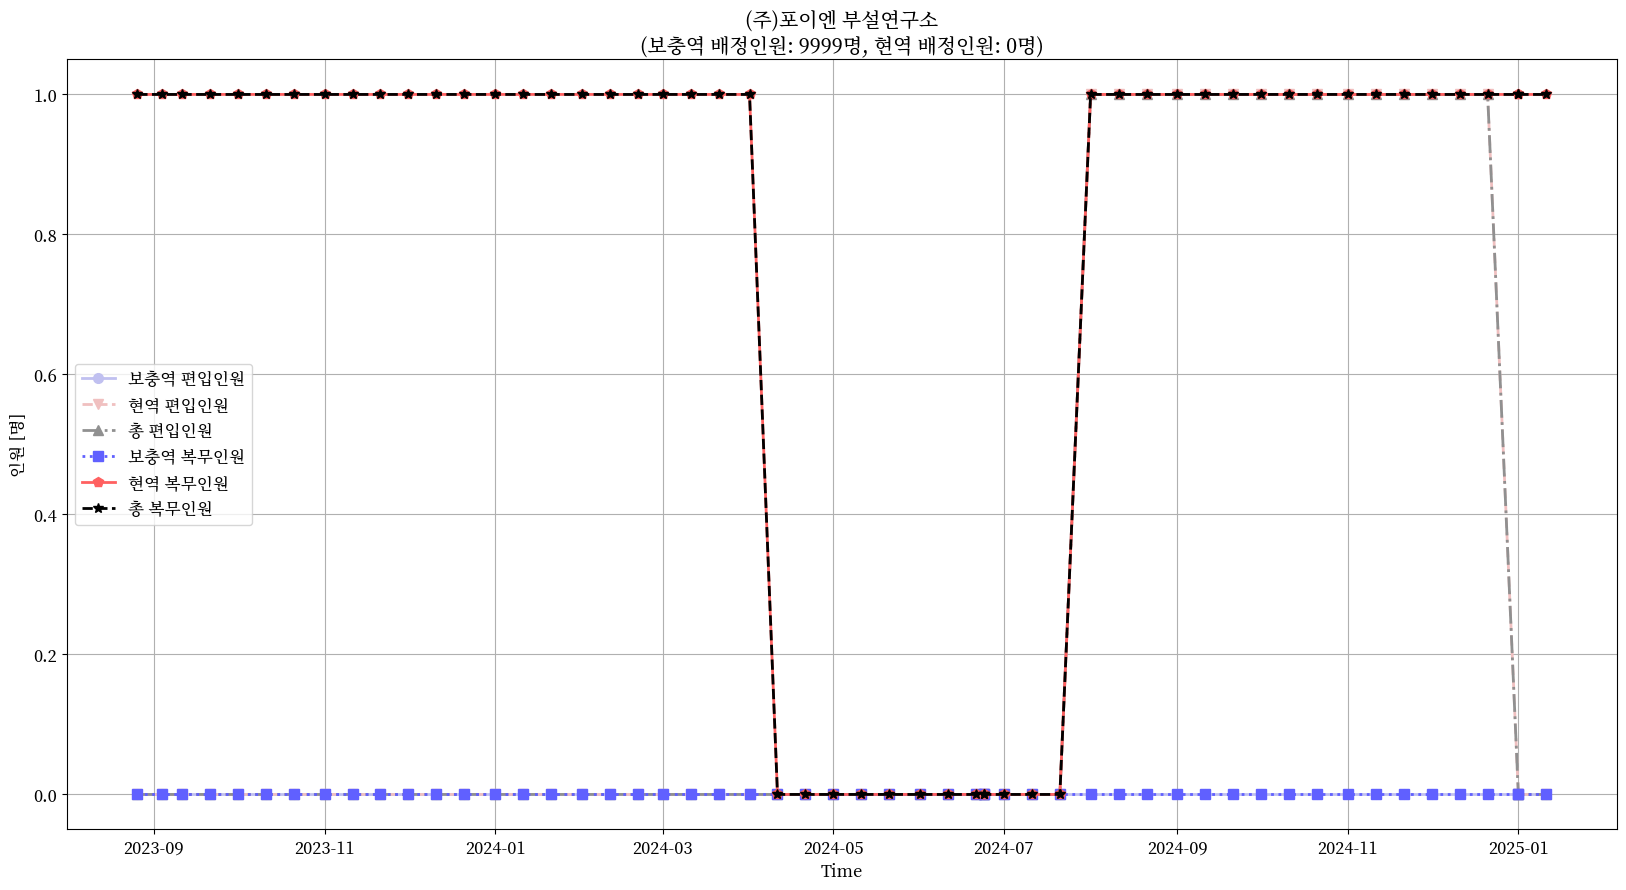 (주)포이엔 부설연구소
(보충역 배정인원: 9999명, 현역 배정인원: 0명)
1.0
0.8
0.6
0.4
0.2
0.0
인원 [명]
보충역 편입인원
현역 편입인원
총 편입인원
보충역 복무인원
현역 복무인원
총 복무인원
2023-09 2023-11 2024-01 2024-03 2024-05 2024-07 2024-09 2024-11 2025-01
Time